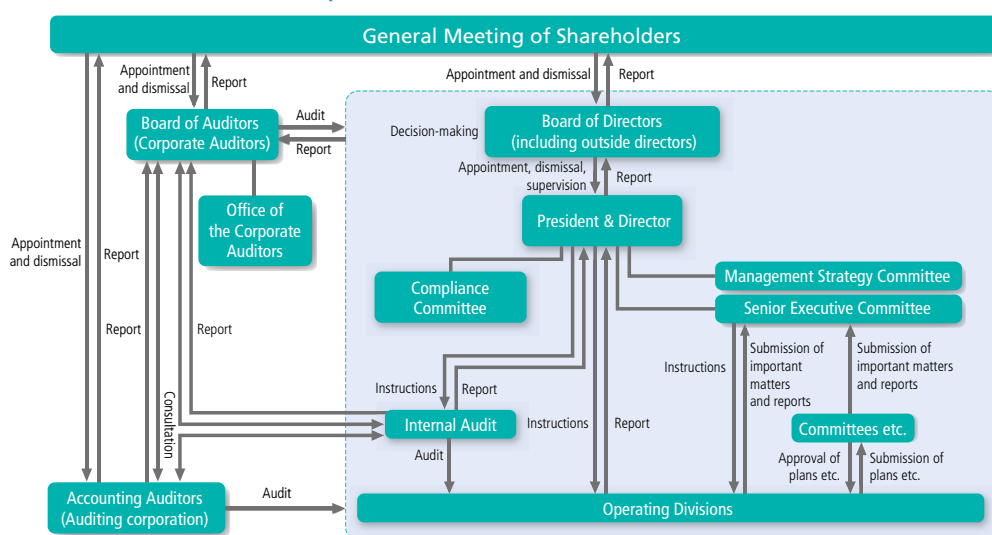 General Meeting of Shareholders
Appointment
and dismissal
Report
Appointment and dismissal
Report
Board of Auditors
(Corporate Auditors)
Audit
Report
Decision-making
Board of Directors
(including outside directors)
Appointment, dismissal,
supervision
Report
Office of
the Corporate
Auditors
President & Director
Appointment
and dismissal
Report
Compliance
Committee
Management Strategy Committee
Senior Executive Committee
Report
Report
Instructions
Submission of
important
matters
and reports
Submission of
important matters
and reports
Instructions
Report
Consultation
Internal Audit
Instructions
Report
Committees etc.
Audit
Approval of
plans etc.
Submission of
plans etc.
Accounting Auditors
(Auditing corporation)
Audit
Operating Divisions